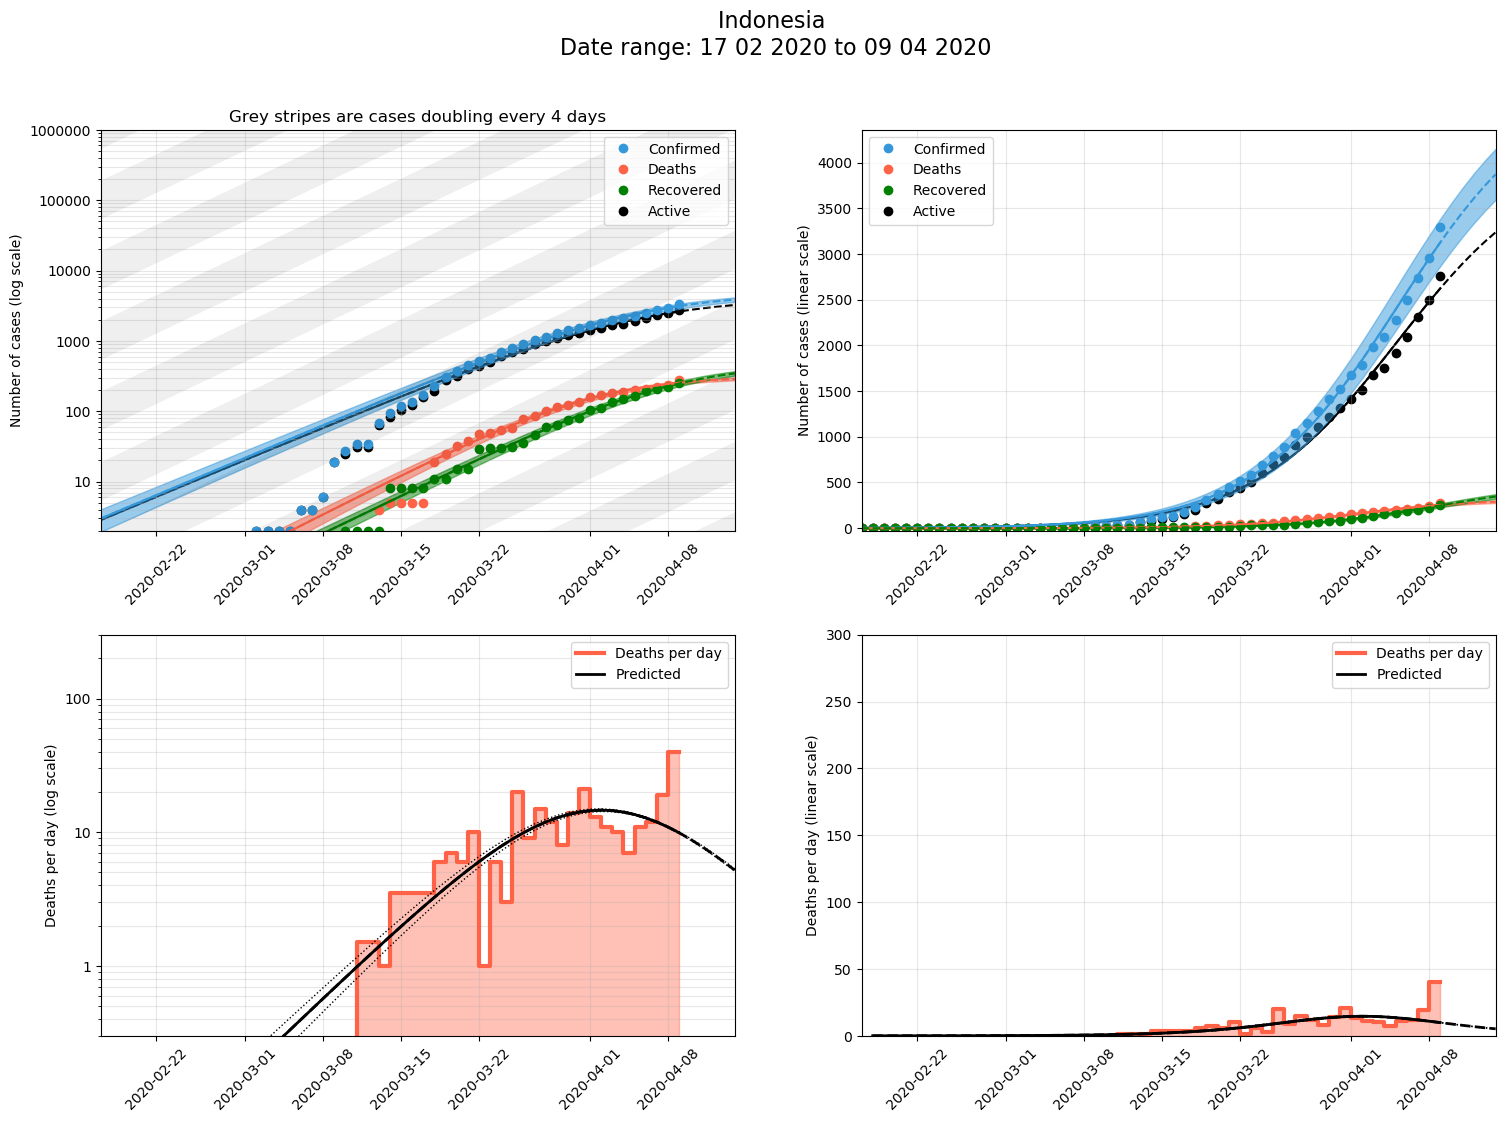 Indonesia
Date range: 17 02 2020 to 09 04 2020
Grey stripes are cases doubling every 4 days
Number of cases (log scale)
1000000
100000
10000
1000
100
10
Confirmed
Deaths
Recovered
Active
2020-02-22
2020-03-01
2020-03-08
2020-03-15
2020-03-22
2020-04-01
2020-04-08
Number of cases (linear scale)
4000
3500
3000
2500
2000
1500
1000
500
0
Confirmed
Deaths
Recovered
Active
2020-02-22
2020-03-01
2020-03-08
2020-03-15
2020-03-22
2020-04-01
2020-04-08
Deaths per day (log scale)
100
10
1
Deaths per day
Predicted
2020-02-22
2020-03-01
2020-03-08
2020-03-15
2020-03-22
2020-04-01
2020-04-08
Deaths per day (linear scale)
300
250
200
150
100
50
0
Deaths per day
Predicted
2020-02-22
2020-03-01
2020-03-08
2020-03-15
2020-03-22
2020-04-01
2020-04-08